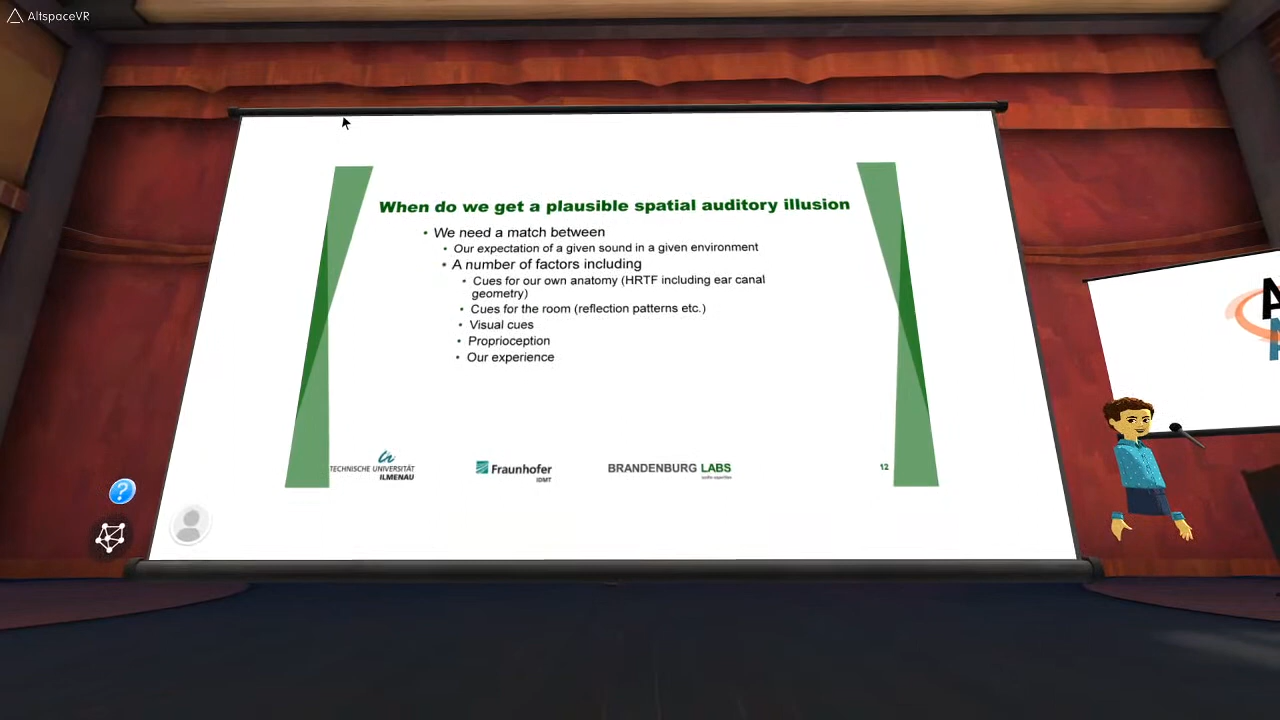 AltspaceVR
When do we get a plausible spatial auditory illusion
• We need a match between
• Our expectation of a given sound in a given environment
• A number of factors including
• Cues for our own anatomy (HRTF including ear canal
geometry)
• Cues for the room (reflection patterns etc.)
• Visual cues
• Proprioception
• Our experience
TECHNISCHE UNIVERSITÄT
ILMENAU
Fraunhofer
IDMT
BRANDENBURG LABS
12
?